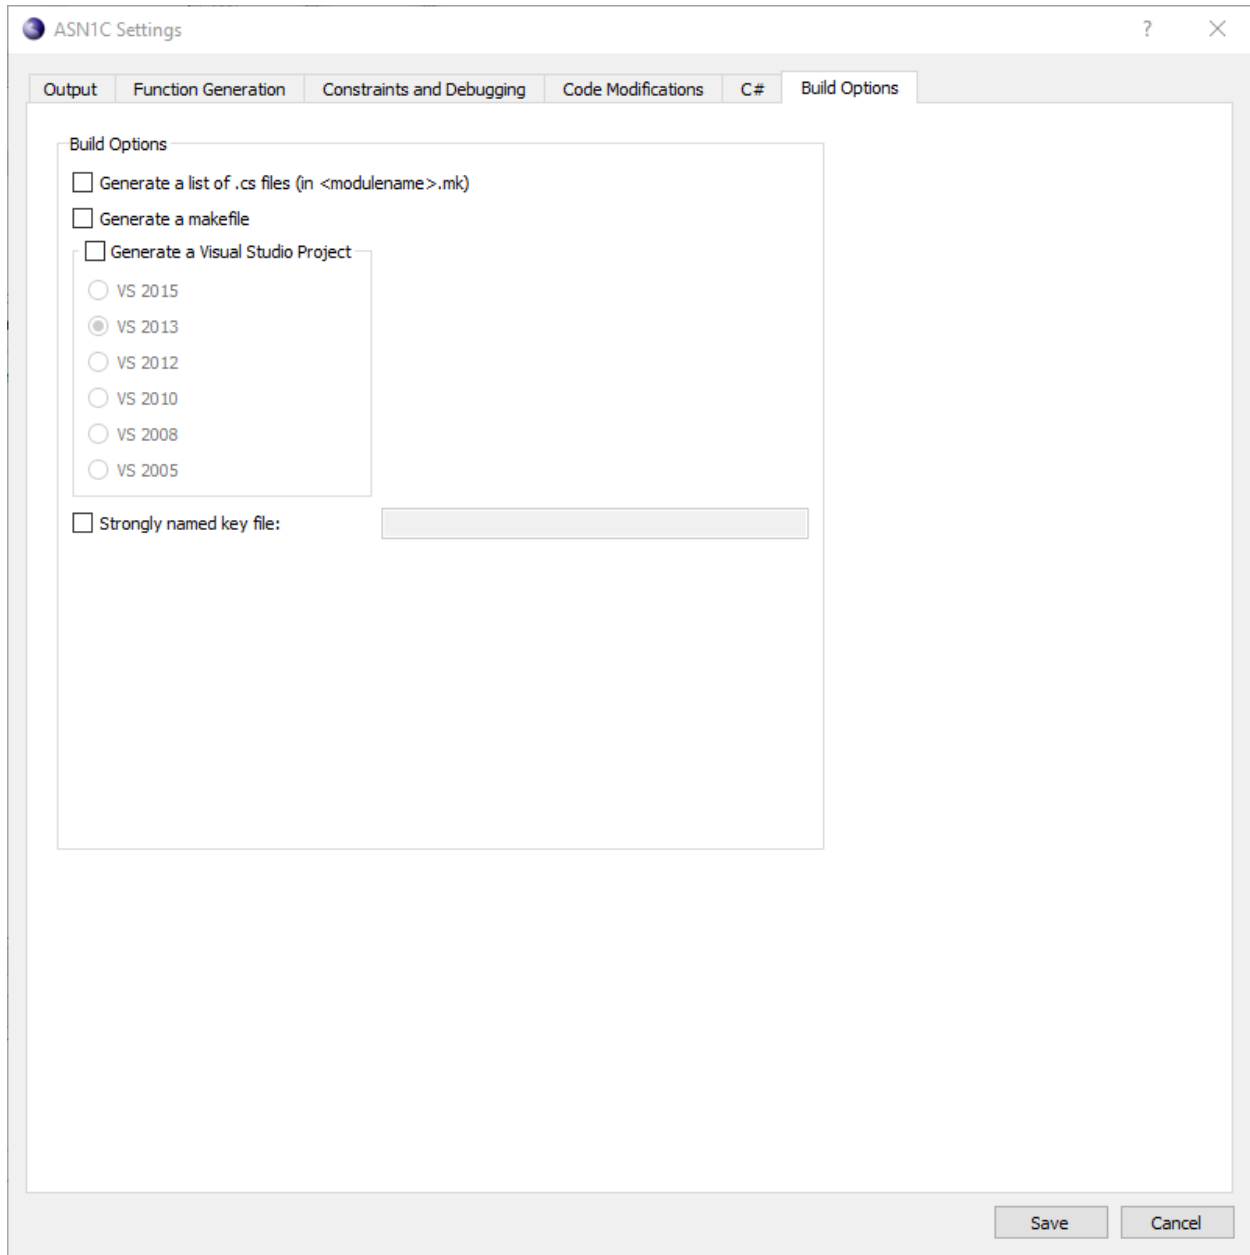 ASN1C Settings
Output Function Generation Constraints and Debugging Code Modifications C# Build Options
Build Options
Generate a list of .cs files (in <modulename>.mk)
Generate a makefile
Generate a Visual Studio Project
VS 2015
VS 2013
VS 2012
VS 2010
VS 2008
VS 2005
Strongly named key file:
Save Cancel